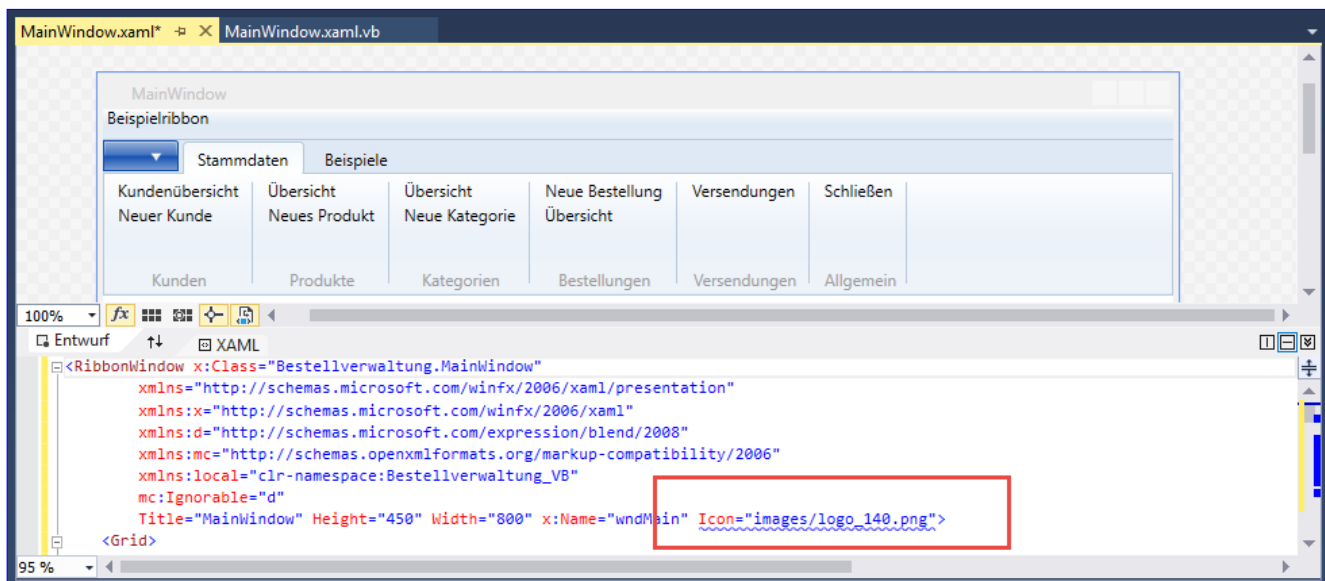 MainWindow.xaml* MainWindow.xaml.vb
MainWindow
Beispielribbon
Stammdaten Beispiele
Kundenübersicht Übersicht Übersicht Neue Bestellung Versendungen Schließen
Neuer Kunde Neues Produkt Neue Kategorie Übersicht
Kunden Produkte Kategorien Bestellungen Versendungen Allgemein
100% fx
Entwurf XAML
<RibbonWindow x:Class="Bestellverwaltung.MainWindow"
xmlns="http://schemas.microsoft.com/winfx/2006/xaml/presentation"
xmlns:x="http://schemas.microsoft.com/winfx/2006/xaml"
xmlns:d="http://schemas.microsoft.com/expression/blend/2008"
xmlns:mc="http://schemas.openxmlformats.org/markup-compatibility/2006"
xmlns:local="clr-namespace:Bestellverwaltung_VB"
mc:Ignorable="d"
Title="MainWindow" Height="450" Width="800" x:Name="wndMain" Icon="images/logo_140.png">
<Grid>
95 %